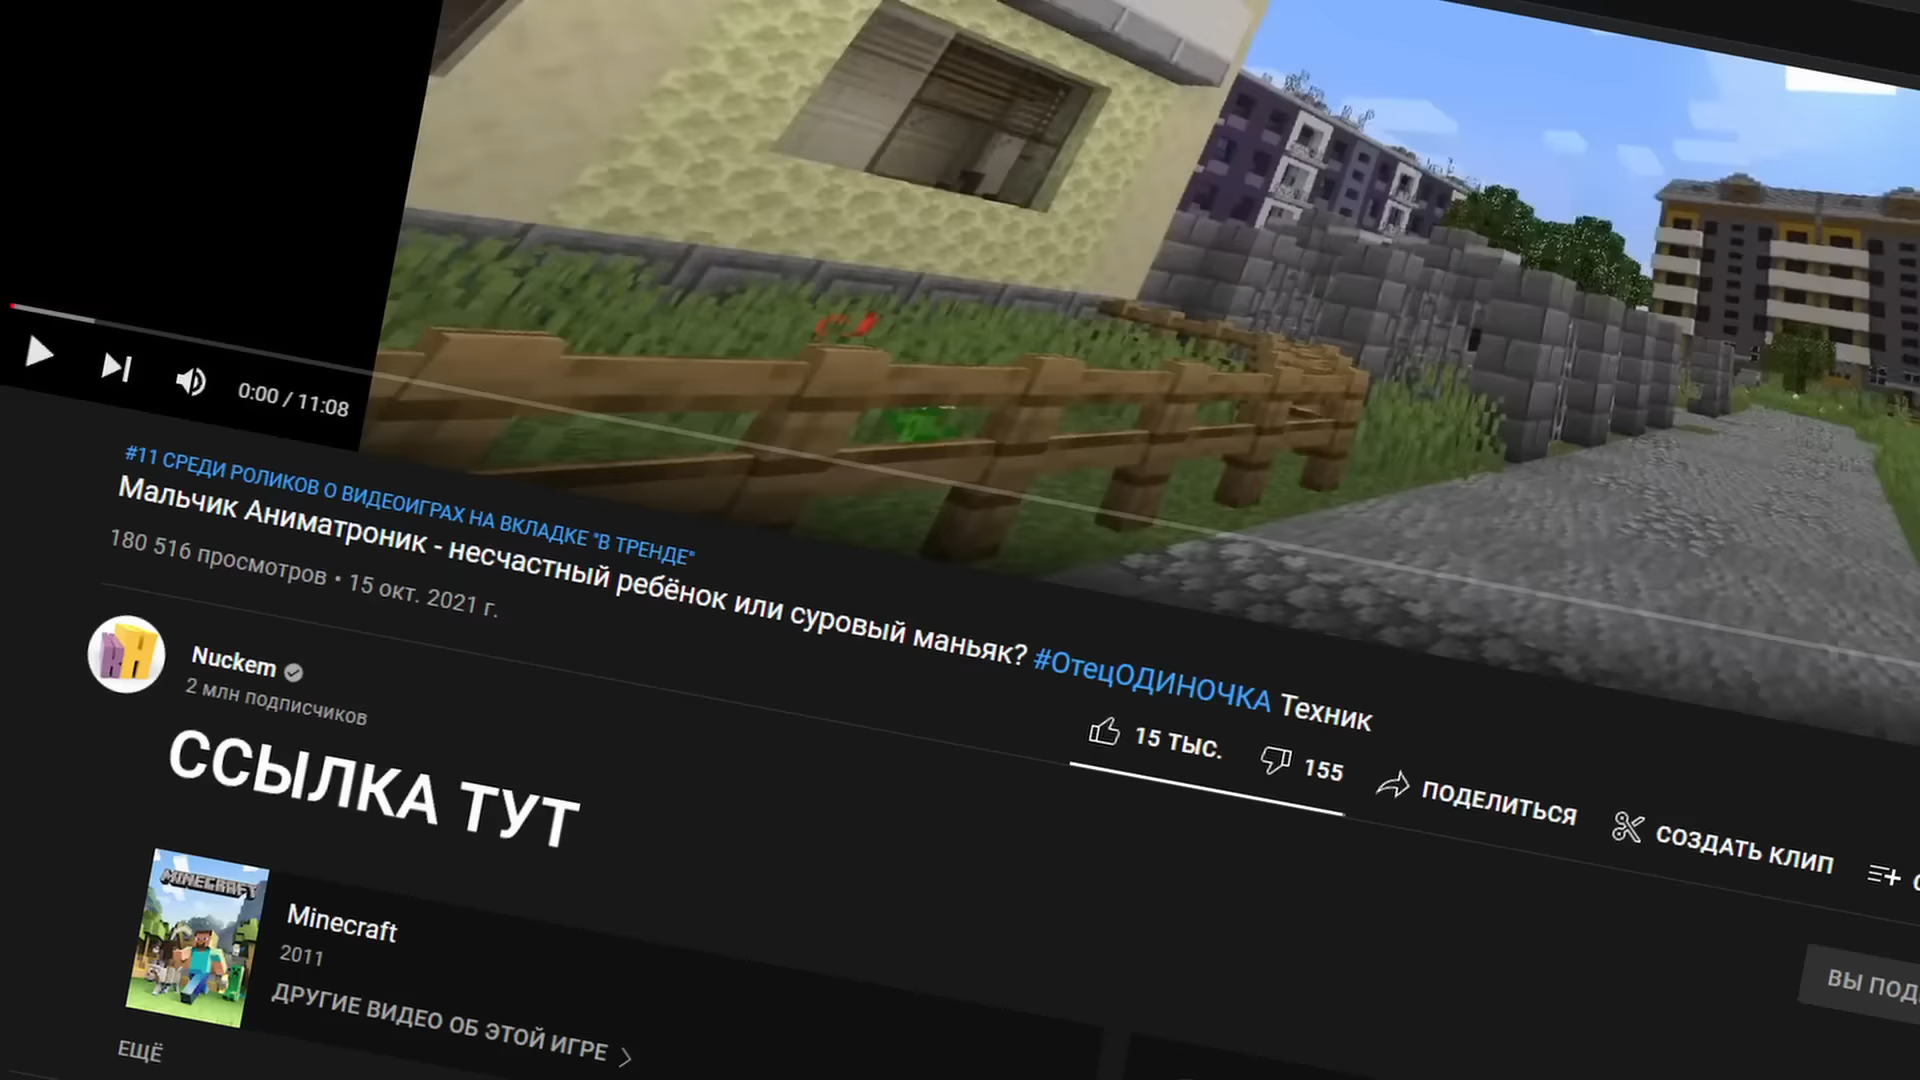 0:00 / 11:08
#11 СРЕДИ РОЛИКОВ О ВИДЕОИГРАХ НА ВКЛАДКЕ "В ТРЕНДЕ"
Мальчик Аниматроник - несчастный ребёнок или суровый маньяк? #ОтецОДИНОЧКА Техник
180 516 просмотров • 15 окт. 2021 г.
15 ТЫС.
155
ПОДЕЛИТЬСЯ
СОЗДАТЬ КЛИП
Nuckem
2 млн подписчиков
ССЫЛКА ТУТ
MINECRAFT
Minecraft
2011
ДРУГИЕ ВИДЕО ОБ ЭТОЙ ИГРЕ
ВЫ
ЕЩЁ